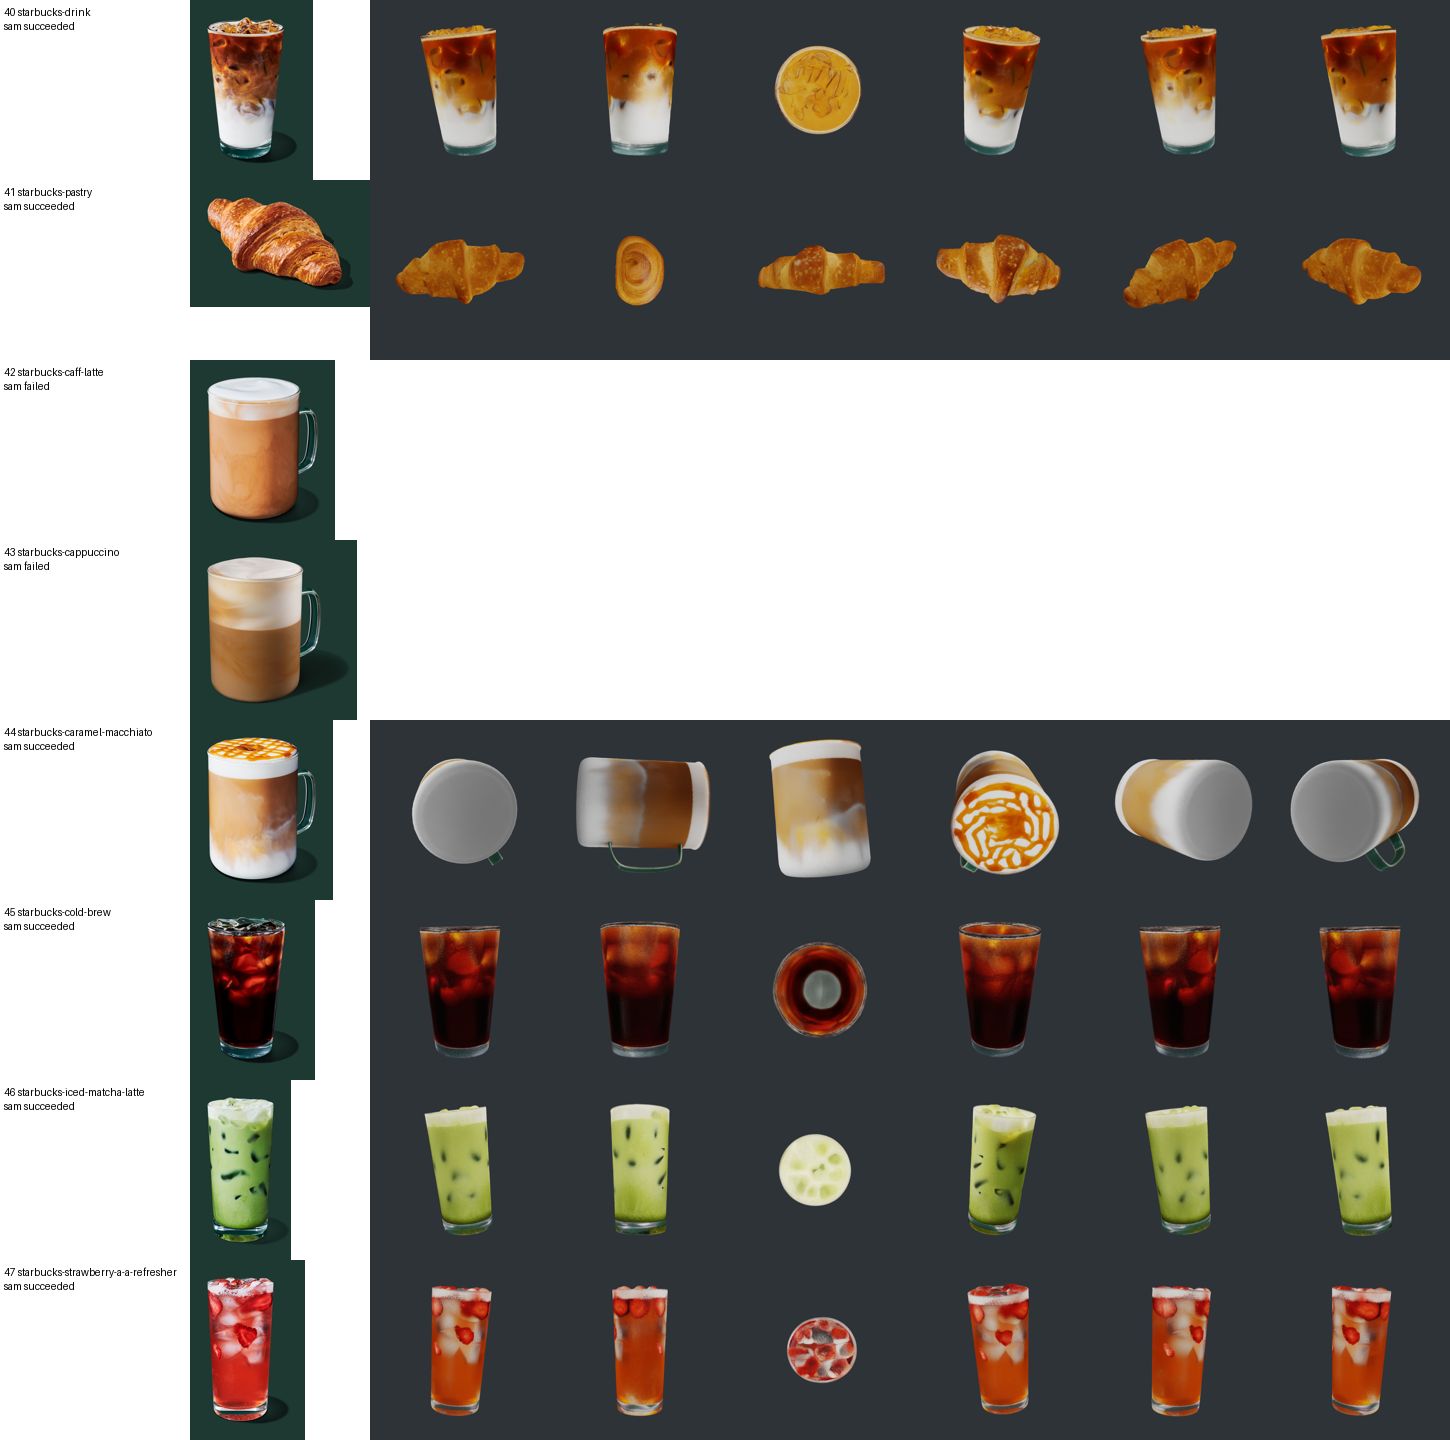 40 starbucks-drink
sam succeeded
41 starbucks-pastry
sam succeeded
42 starbucks-caff-latte
sam failed
43 starbucks-cappuccino
sam failed
44 starbucks-caramel-macchiato
sam succeeded
45 starbucks-cold-brew
sam succeeded
46 starbucks-iced-matcha-latte
sam succeeded
47 starbucks-strawberry-a-a-refresher
sam succeeded